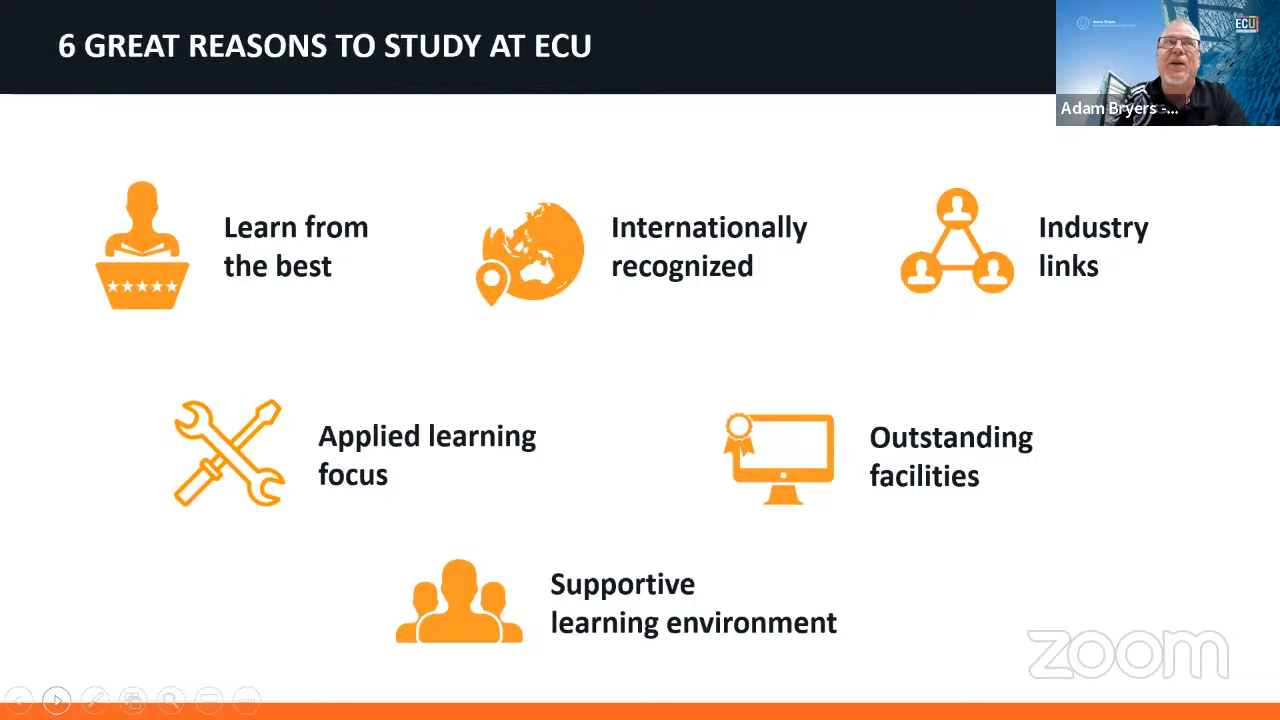 6 GREAT REASONS TO STUDY AT ECU
ECU
Adam Bryers -...
Learn from
the best
Internationally
recognized
Industry
links
Applied learning
focus
Outstanding
facilities
Supportive
learning environment
zoom